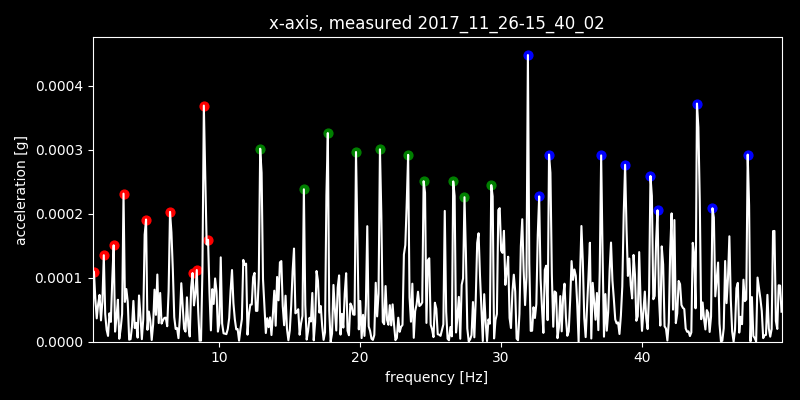 x-axis, measured 2017_11_26-15_40_02
0.0004
0.0003
0.0002
0.0001
0.0000
acceleration [g]
10 20 30 40
frequency [Hz]